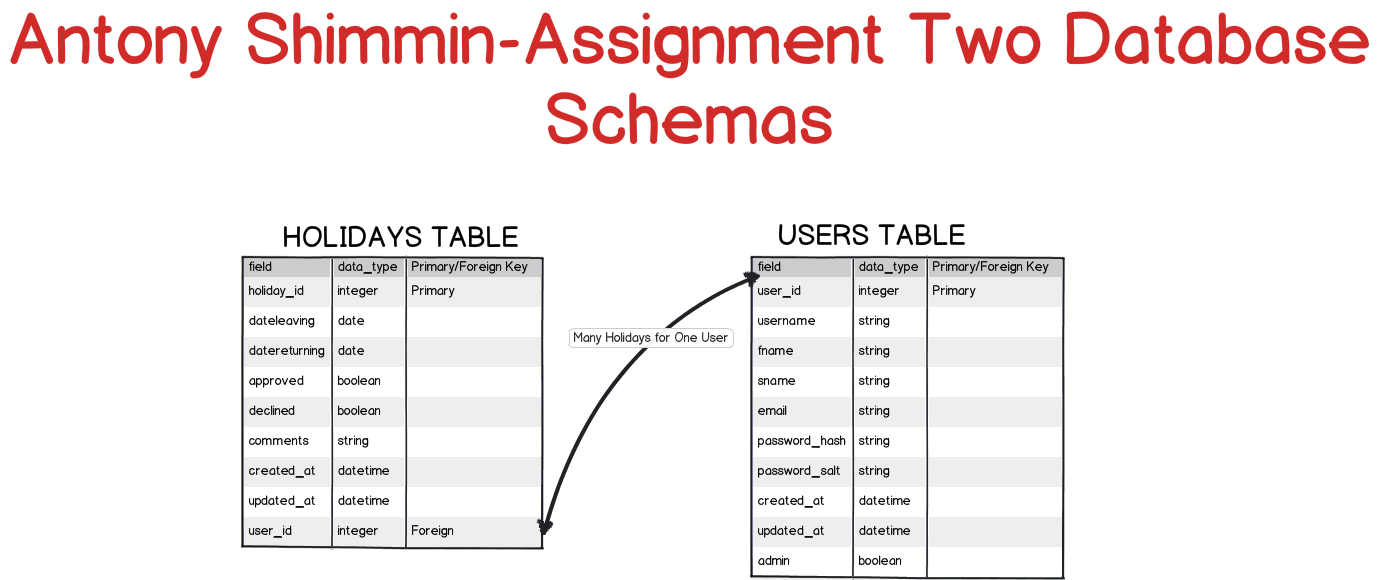 Antony Shimmin-Assignment Two Database
Schemas
HOLIDAYS TABLE
field data_type Primary/Foreign Key
holiday_id integer Primary
dateleaving date
datereturning date
approved boolean
declined boolean
comments string
created_at datetime
updated_at datetime
user_id integer Foreign
Many Holidays for One User
USERS TABLE
field data_type Primary/Foreign Key
user_id integer Primary
username string
fname string
sname string
email string
password_hash string
password_salt string
created_at datetime
updated_at datetime
admin boolean